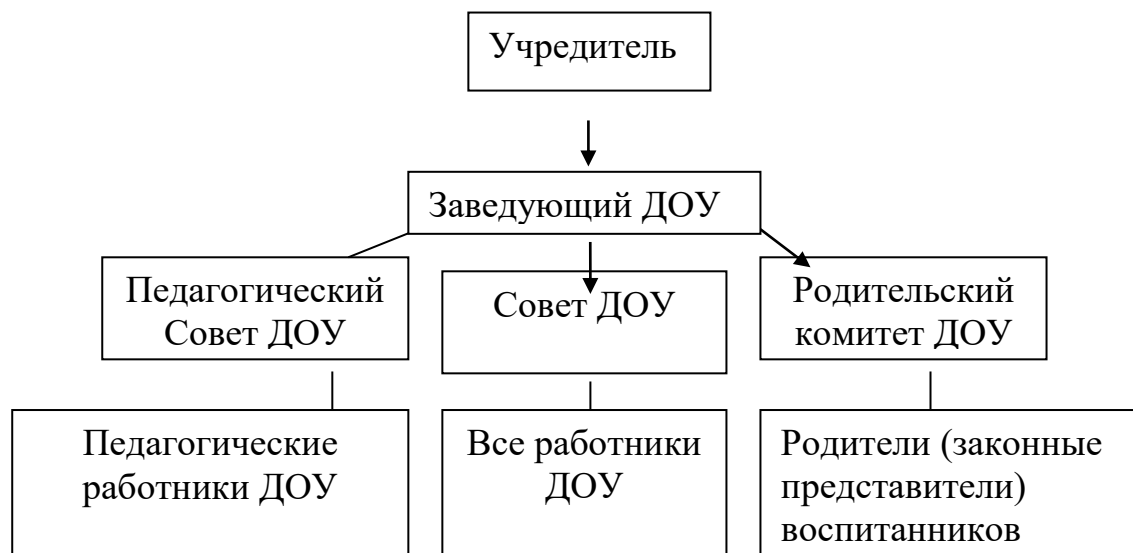 Учредитель
Заведующий ДОУ
Педагогический
Совет ДОУ
Совет ДОУ
Родительский
комитет ДОУ
Педагогические
работники ДОУ
Все работники
ДОУ
Родители (законные
представители)
воспитанников